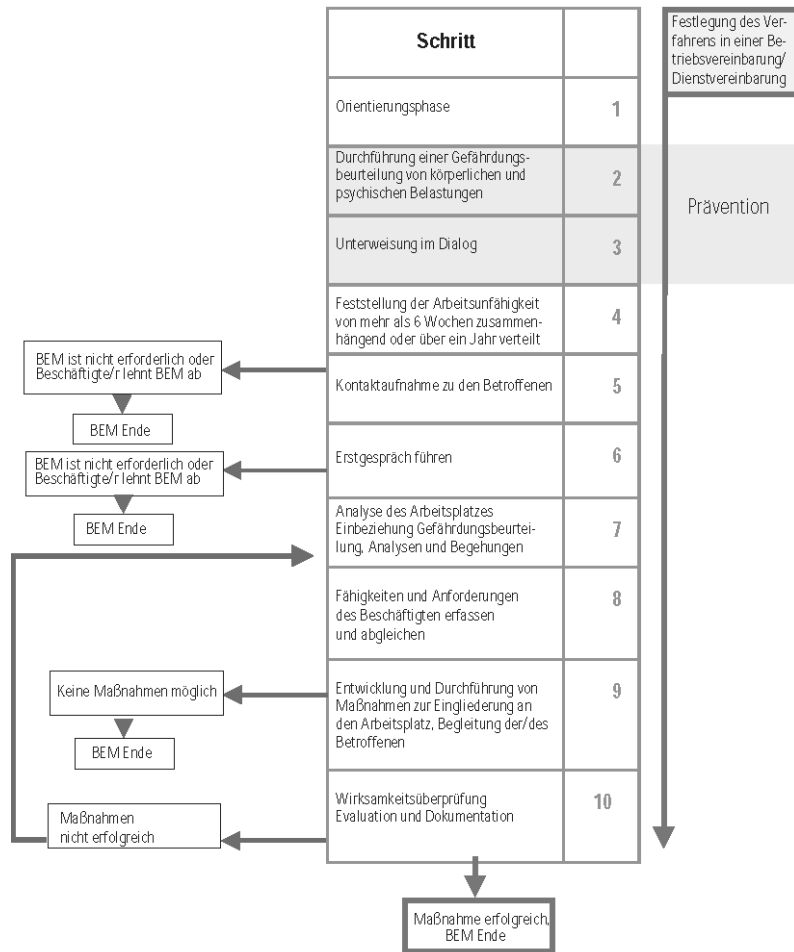 Schritt
Festlegung des Ver-
fahrens in einer Be-
triebsvereinbarung/
Dienstvereinbarung
Orientierungsphase
1
Durchführung einer Gefährdungs-
beurteilung von körperlichen und
psychischen Belastungen
2
Prävention
Unterweisung im Dialog
3
Feststellung der Arbeitsunfähigkeit
von mehr als 6 Wochen zusammen-
hängend oder über ein Jahr verteilt
4
BEM ist nicht erforderlich oder
Beschäftigte/r lehnt BEM ab
BEM Ende
Kontaktaufnahme zu den Betroffenen
5
BEM ist nicht erforderlich oder
Beschäftigte/r lehnt BEM ab
BEM Ende
Erstgespräch führen
6
Analyse des Arbeitsplatzes
Einbeziehung Gefährdungsbeurtei-
lung, Analysen und Begehungen
7
Fähigkeiten und Anforderungen
des Beschäftigten erfassen
und abgleichen
8
Keine Maßnahmen möglich
BEM Ende
Entwicklung und Durchführung von
Maßnahmen zur Eingliederung an
den Arbeitsplatz, Begleitung der/des
Betroffenen
9
Maßnahmen
nicht erfolgreich
Wirksamkeitsüberprüfung
Evaluation und Dokumentation
10
Maßnahme erfolgreich,
BEM Ende